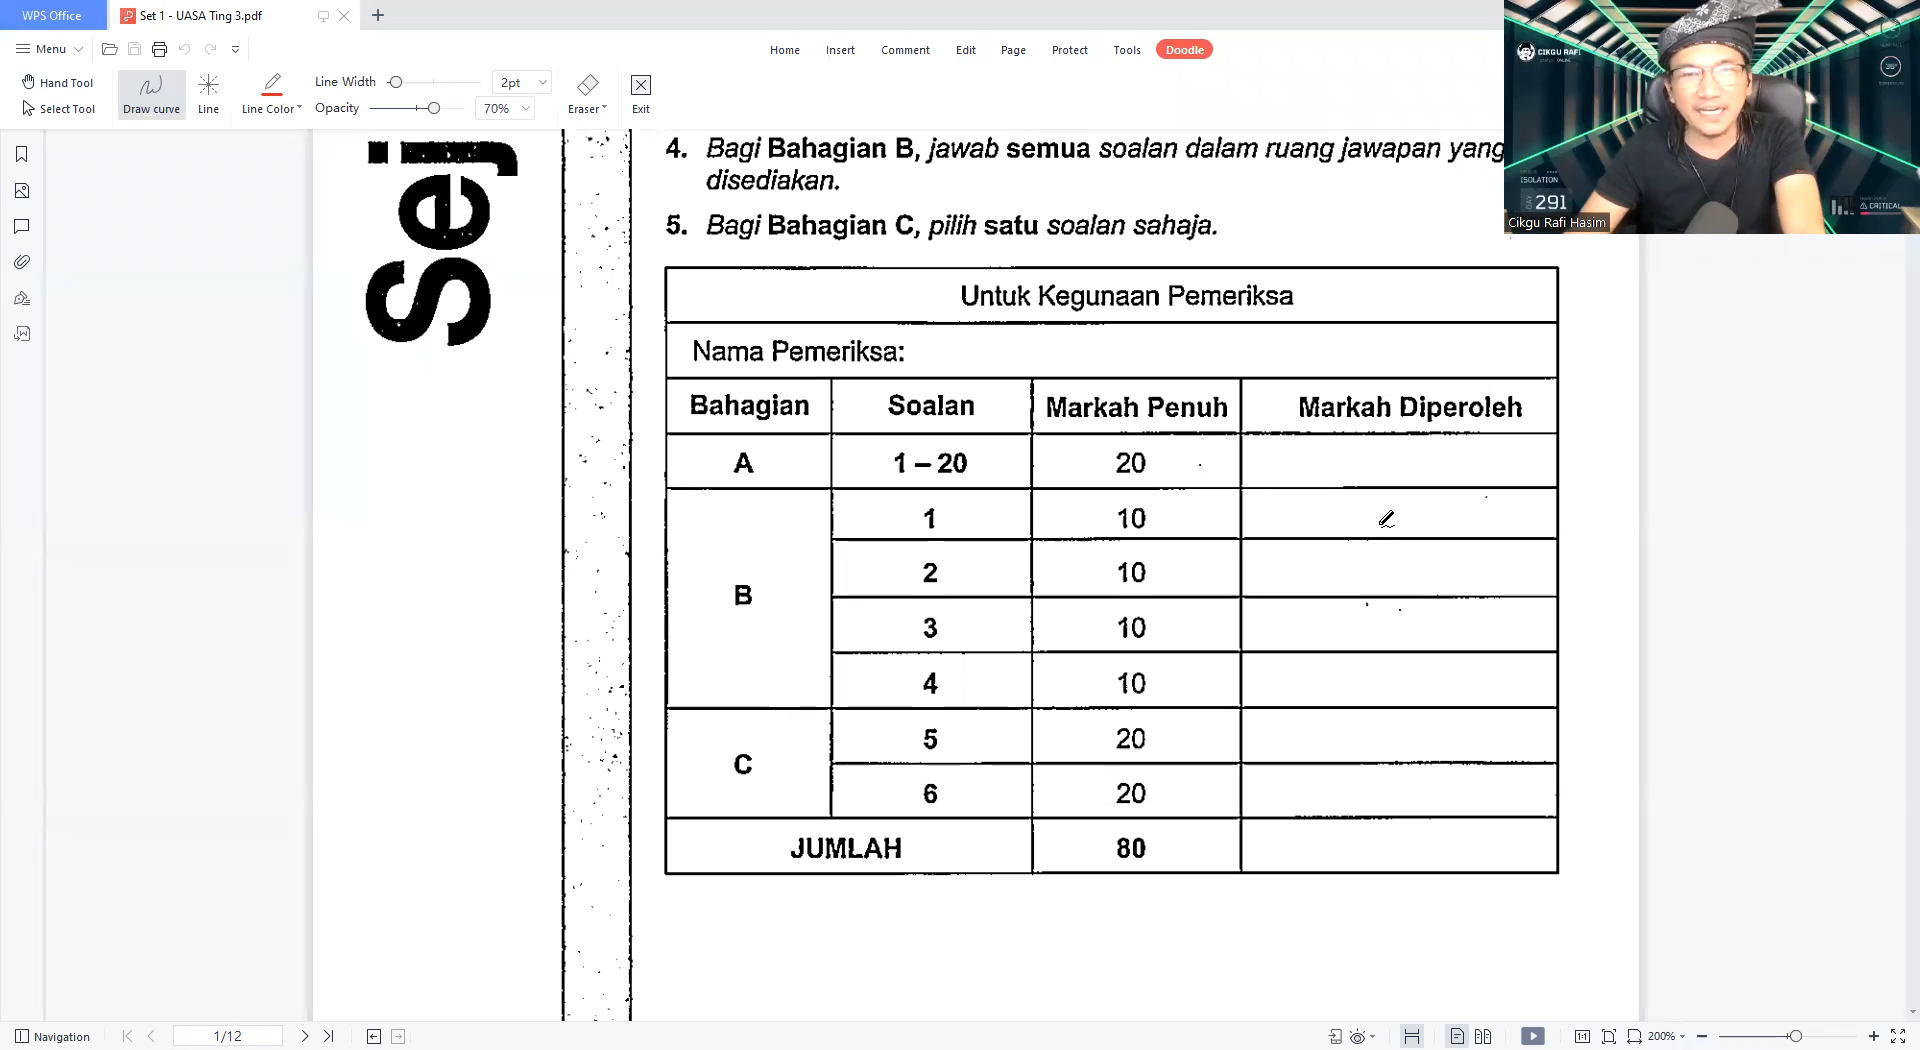 WPS Office
Set 1 - UASA Ting 3.pdf
Menu
Home Insert Comment Edit Page Protect Tools Doodle
Hand Tool
Select Tool
Draw curve
Line
Line Color
Line Width 2pt
Opacity 70%
Eraser
Exit
CIKGU RAFI
ISOLATION
DAY 291
CRITICAL
36°
Cikgu Rafi Hasim
Sej
4. Bagi Bahagian B, jawab semua soalan dalam ruang jawapan yang
disediakan.
5. Bagi Bahagian C, pilih satu soalan sahaja.
Untuk Kegunaan Pemeriksa
Nama Pemeriksa:
Bahagian Soalan Markah Penuh Markah Diperoleh
A 1 – 20 20
B
1 10
2 10
3 10
4 10
C
5 20
6 20
JUMLAH 80
Navigation
1/12
1:1
200%